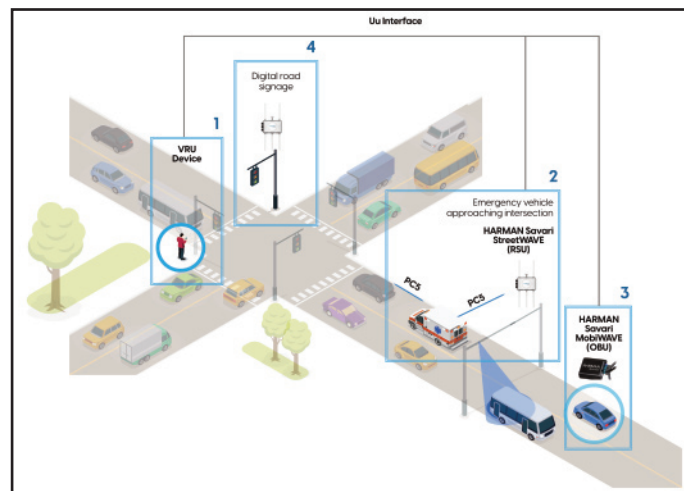 Uu Interface
4
Digital road
signage
1
VRU
Device
2
Emergency vehicle
approaching intersection
HARMAN Savari
StreetWAVE
(RSU)
PC5
PC5
3
HARMAN
Savari
MobiWAVE
(OBU)